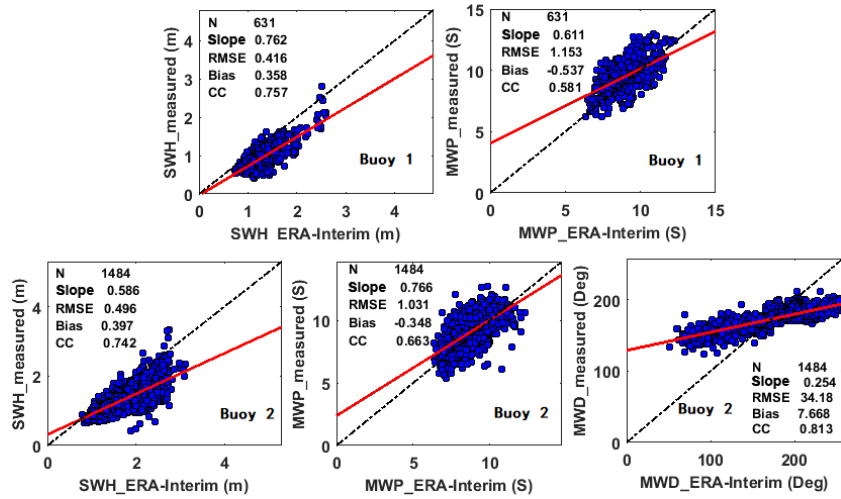 N 631
Slope 0.762
RMSE 0.416
Bias 0.358
CC 0.757
SWH_measured (m)
4
3
2
1
0
0 1 2 3 4
Buoy 1
SWH_ERA-Interim (m)
N 631
Slope 0.611
RMSE 1.153
Bias -0.537
CC 0.581
MWP_measured (S)
15
10
5
0
0 5 10 15
Buoy 1
MWP_ERA-Interim (S)
N 1484
Slope 0.586
RMSE 0.496
Bias 0.397
CC 0.742
SWH_measured (m)
4
2
0
0 2 4
Buoy 2
SWH_ERA-Interim (m)
N 1484
Slope 0.766
RMSE 1.031
Bias -0.348
CC 0.663
MWP_measured (S)
10
5
0
0 5 10
Buoy 2
MWP_ERA-Interim (S)
MWD_measured (Deg)
200
100
0
0 100 200
N 1484
Slope 0.254
RMSE 34.18
Bias 7.668
CC 0.813
Buoy 2
MWD_ERA-Interim (Deg)